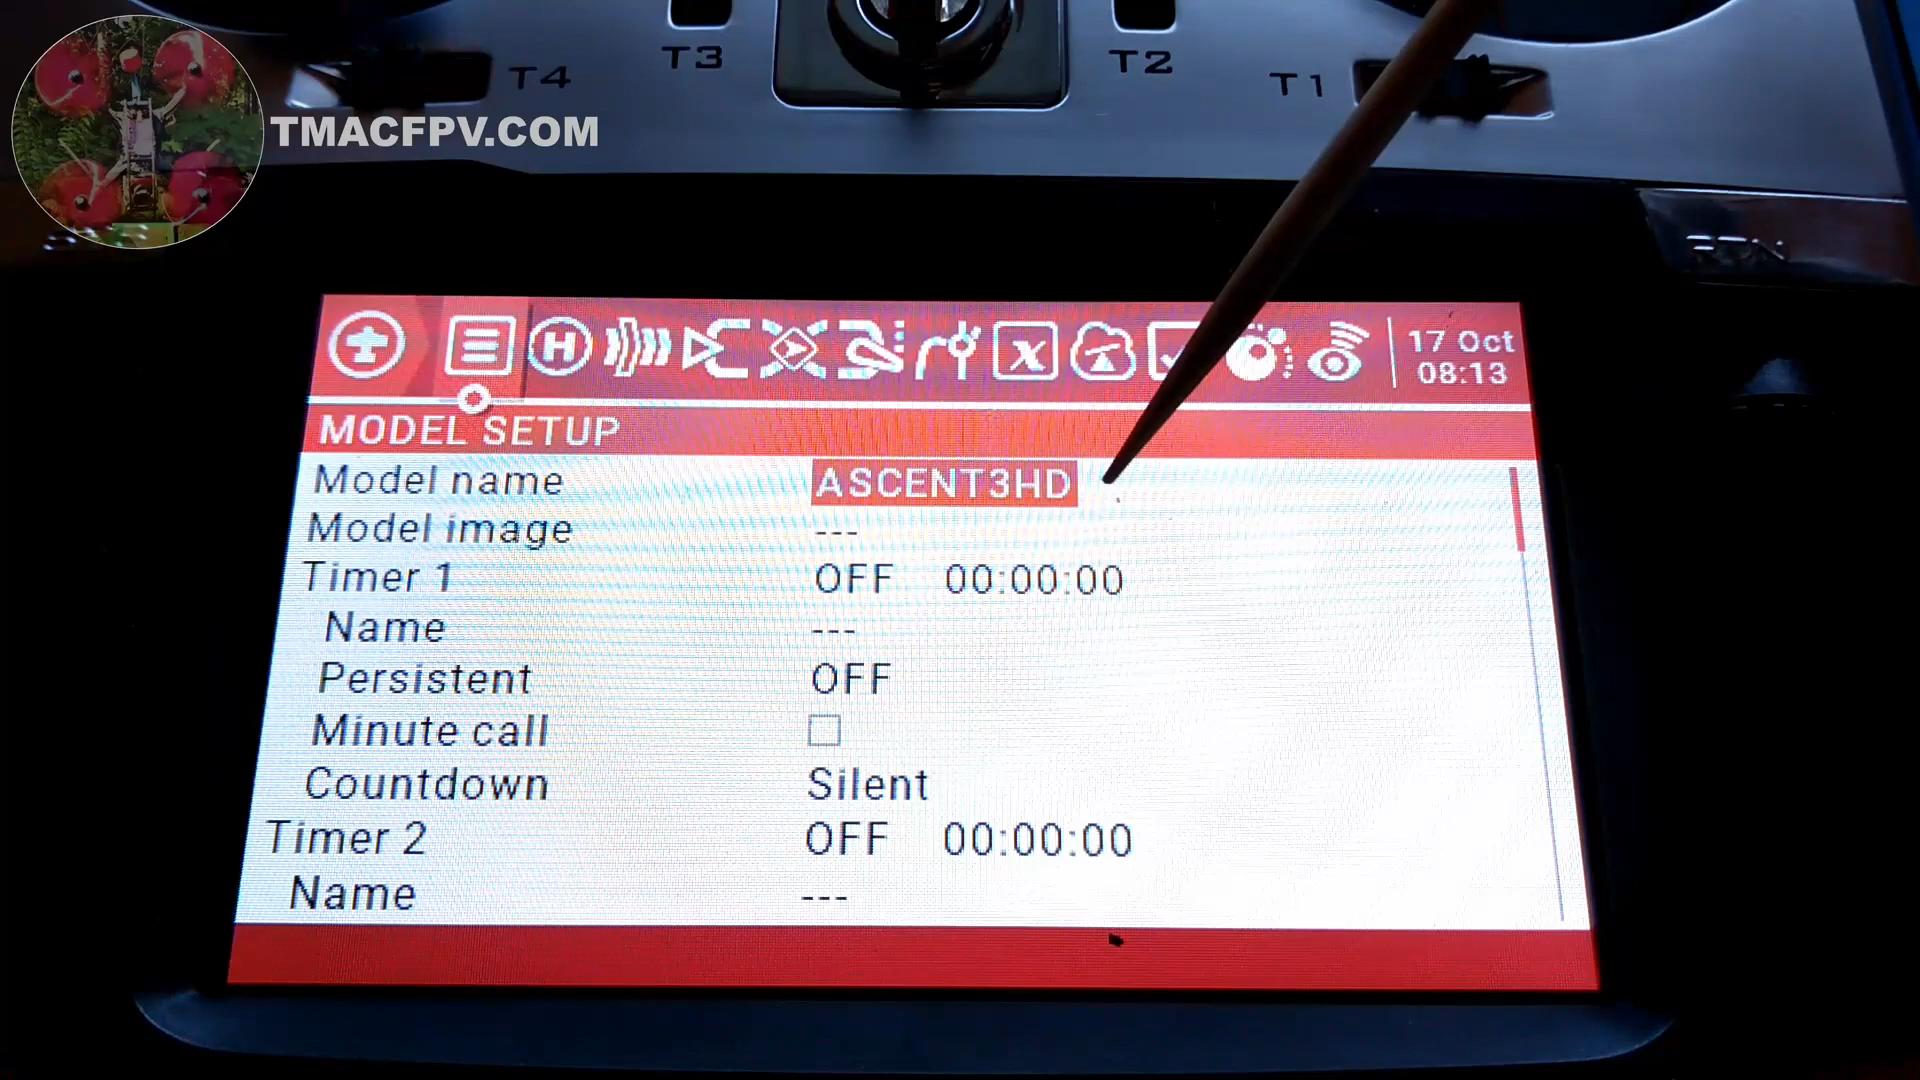 T4
T3
T2
T1
TMACFPV.COM
RTN
H
x
17 Oct
08:13
MODEL SETUP
Model name ASCENT3HD
Model image ---
Timer 1 OFF 00:00:00
Name ---
Persistent OFF
Minute call
Countdown Silent
Timer 2 OFF 00:00:00
Name ---